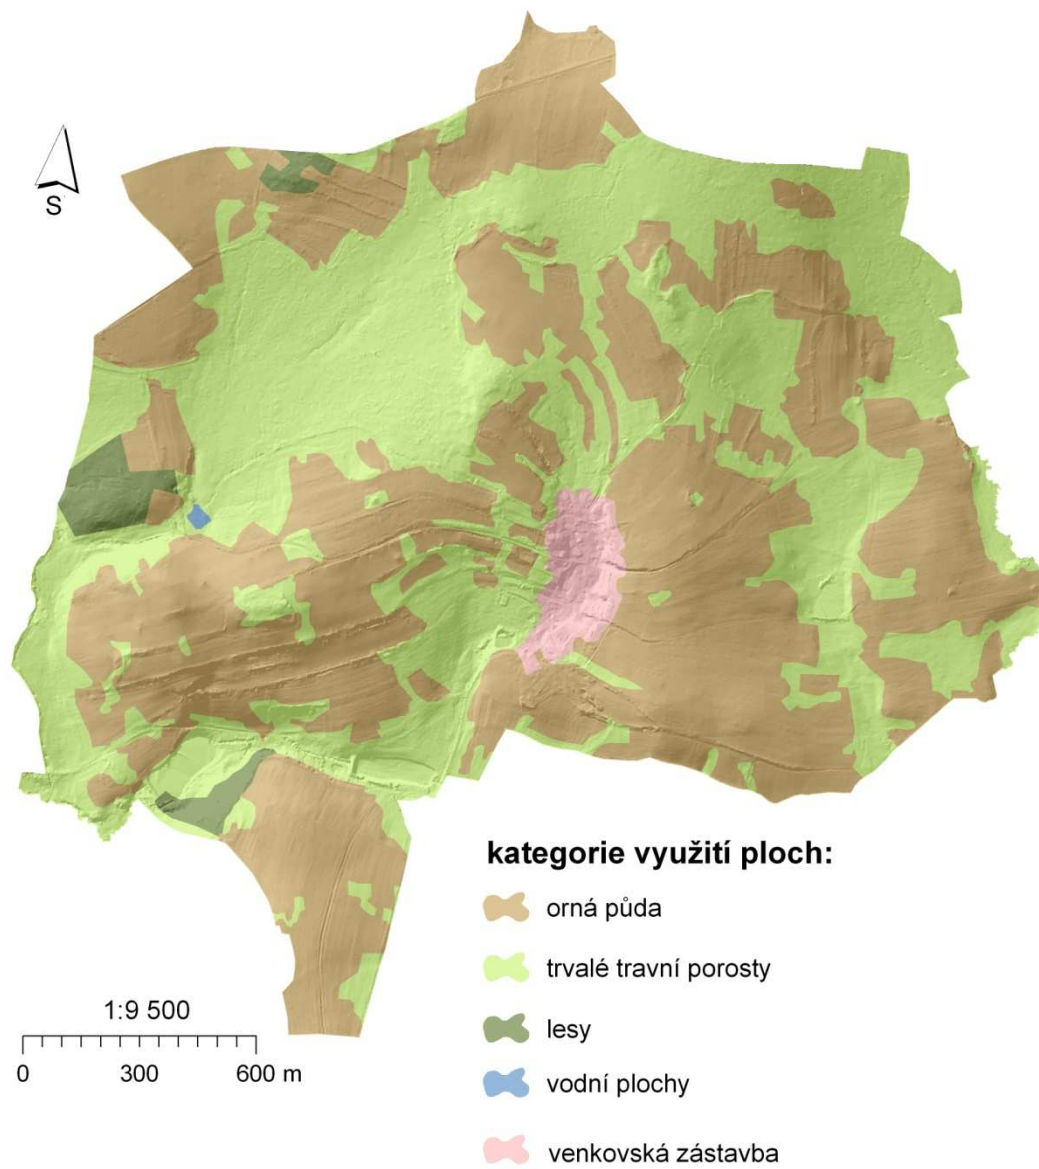 S
kategorie využití ploch:
orná půda
trvalé travní porosty
lesy
vodní plochy
venkovská zástavba
1:9 500
0 300 600 m